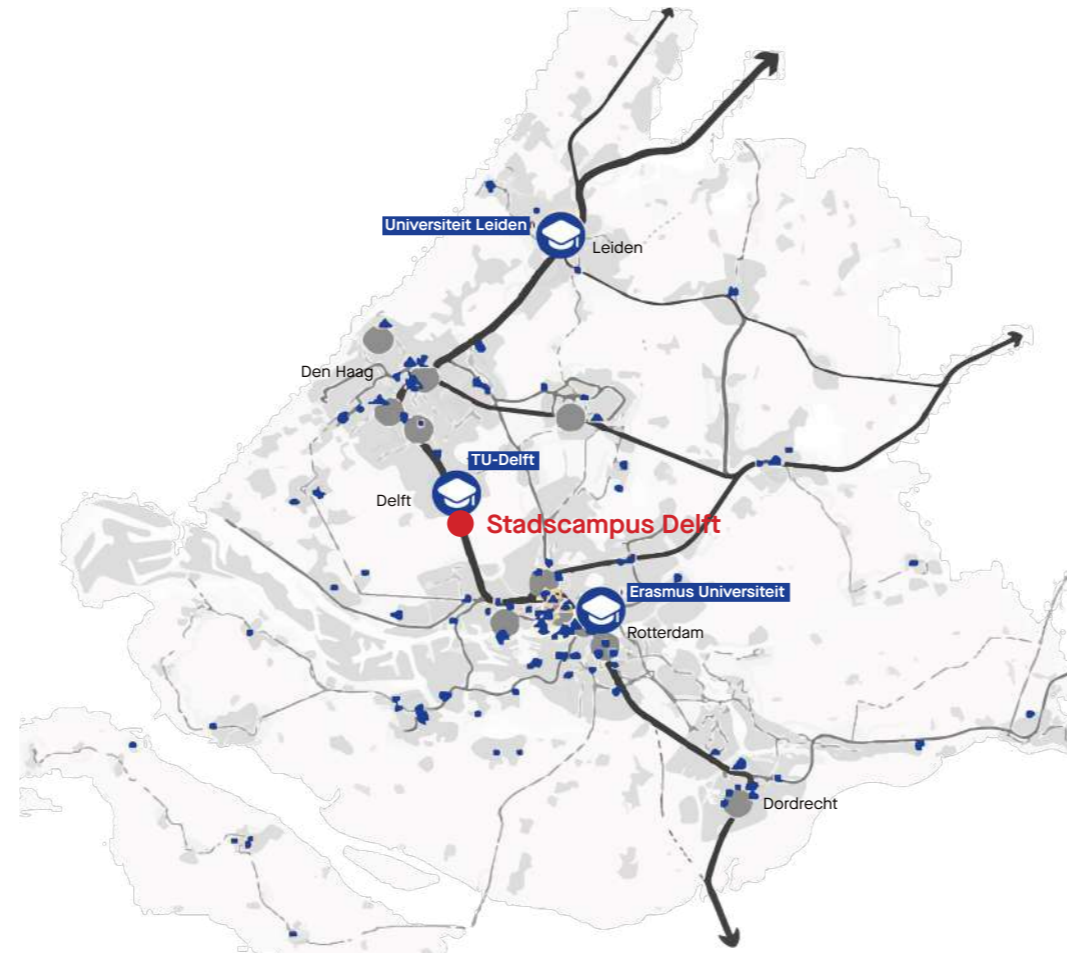 Universiteit Leiden
Leiden
Den Haag
TU-Delft
Delft
Stadscampus Delft
Erasmus Universiteit
Rotterdam
Dordrecht